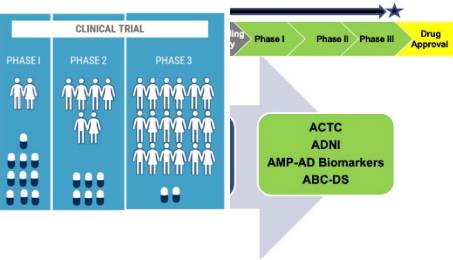 CLINICAL TRIAL
PHASE I
PHASE 2
PHASE 3
Phase I
Phase II
Phase III
Drug
Approval
ACTC
ADNI
AMP-AD Biomarkers
ABC-DS